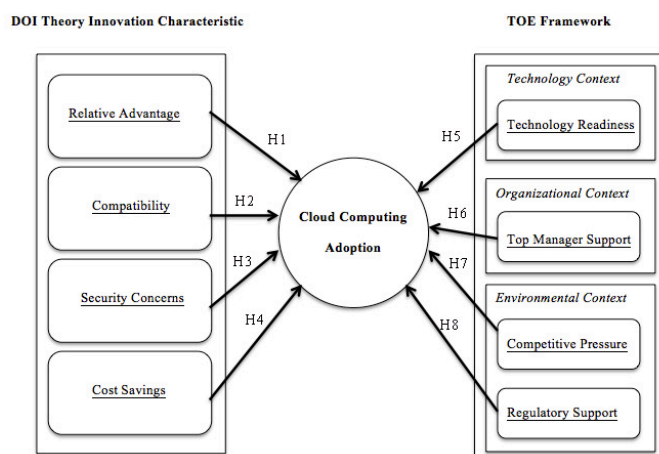 DOI Theory Innovation Characteristic
TOE Framework
Relative Advantage
Compatibility
Security Concerns
Cost Savings
H1
H2
H3
H4
Cloud Computing
Adoption
H5
H6
H7
H8
Technology Context
Technology Readiness
Organizational Context
Top Manager Support
Environmental Context
Competitive Pressure
Regulatory Support